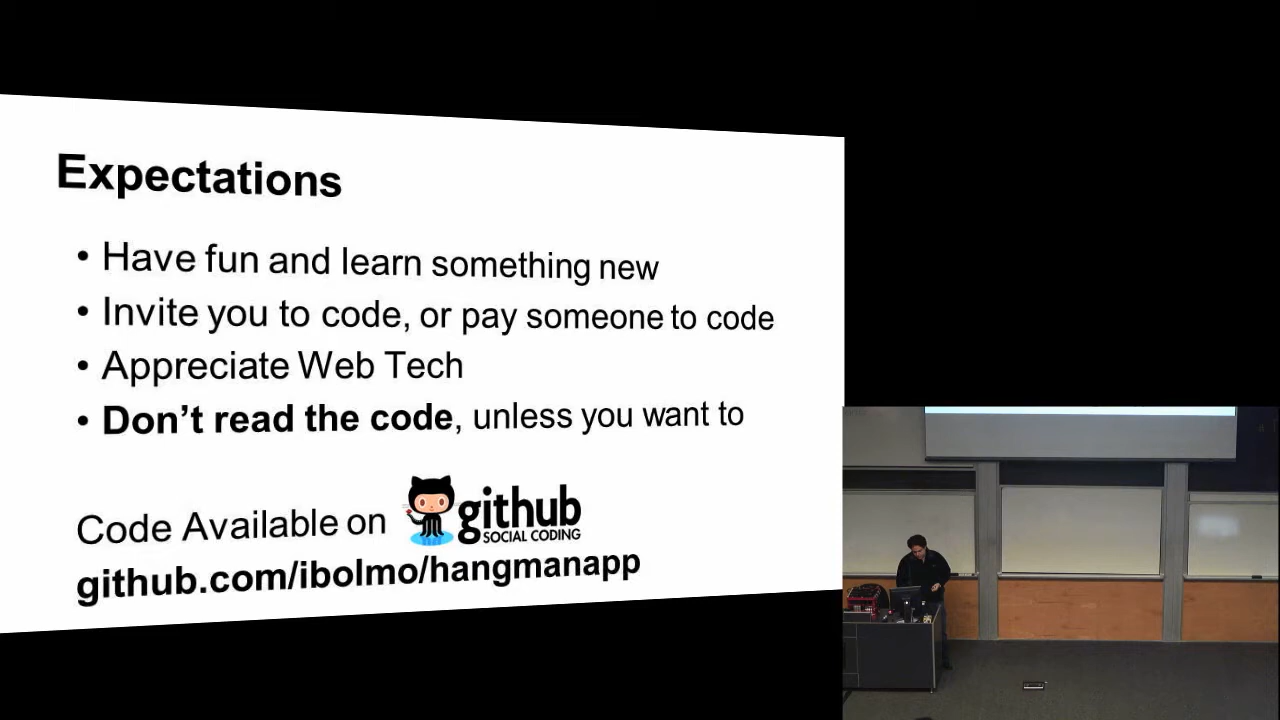 Expectations
• Have fun and learn something new
• Invite you to code, or pay someone to code
• Appreciate Web Tech
• Don’t read the code, unless you want to
Code Available on github
SOCIAL CODING
github.com/ibolmo/hangmanapp